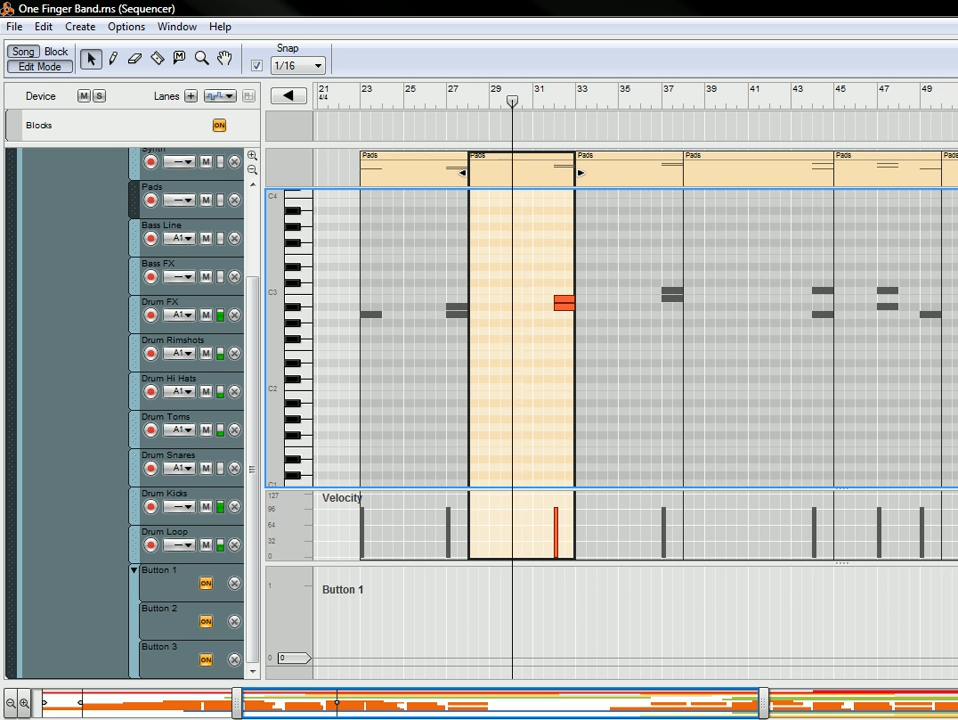 One Finger Band.rns (Sequencer)
File Edit Create Options Window Help
Song Block
Edit Mode
M
Snap
1/16
Device M S Lanes +
21 23 25 27 29 31 33 35 37 39 41 43 45 47 49
4/4
Blocks ON
Synth
M
Pads
M
Bass Line
A1 M
Bass FX
M
Drum FX
A1 M
Drum Rimshots
A1 M
Drum Hi Hats
A1 M
Drum Toms
A1 M
Drum Snares
M
Drum Kicks
A1 M
Drum Loop
M
Button 1
ON
Button 2
ON
Button 3
ON
Pads Pads Pads Pads Pads Pads
C4
C3
C2
C1
Velocity
127
96
64
32
0
Button 1
1
0 0